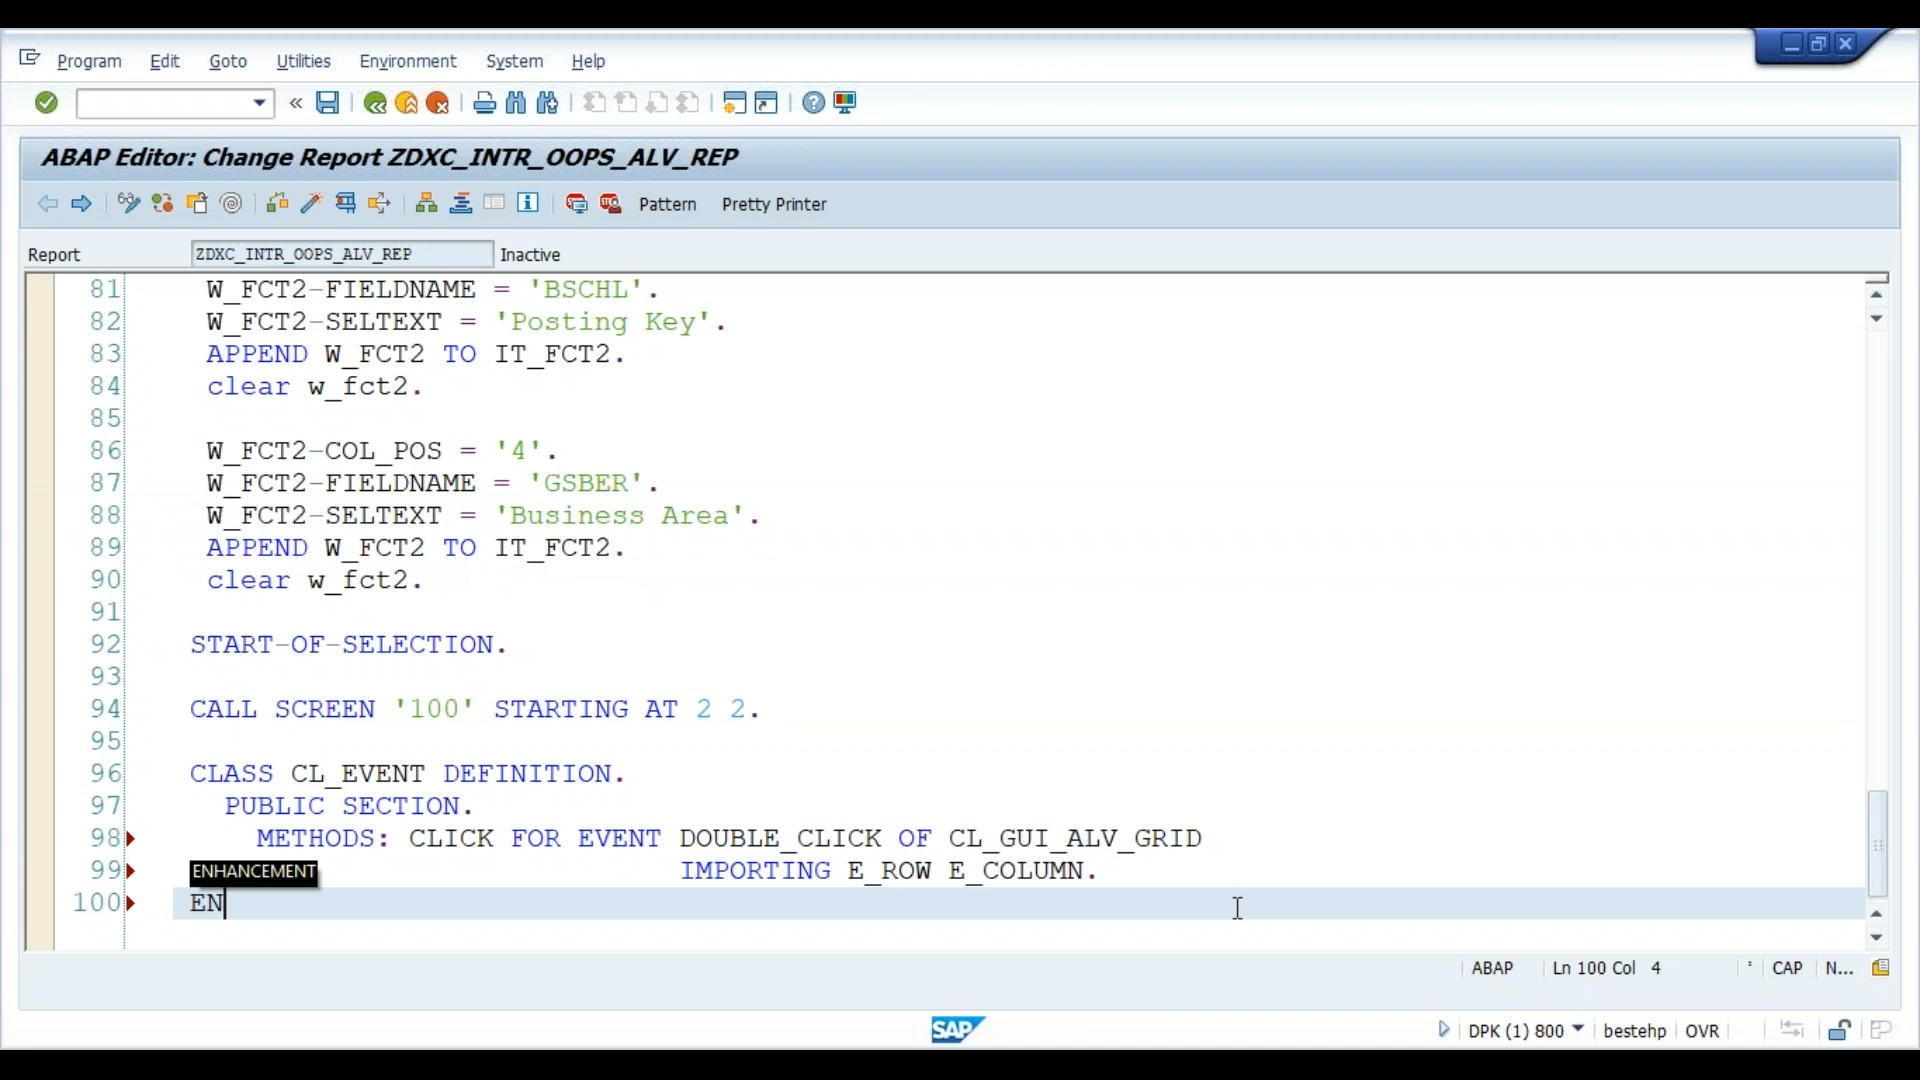 Program Edit Goto Utilities Environment System Help
ABAP Editor: Change Report ZDXC_INTR_OOPS_ALV_REP
Pattern Pretty Printer
Report ZDXC_INTR_OOPS_ALV_REP Inactive
81 W_FCT2-FIELDNAME = 'BSCHL'.
82 W_FCT2-SELTEXT = 'Posting Key'.
83 APPEND W_FCT2 TO IT_FCT2.
84 clear w_fct2.
85
86 W_FCT2-COL_POS = '4'.
87 W_FCT2-FIELDNAME = 'GSBER'.
88 W_FCT2-SELTEXT = 'Business Area'.
89 APPEND W_FCT2 TO IT_FCT2.
90 clear w_fct2.
91
92 START-OF-SELECTION.
93
94 CALL SCREEN '100' STARTING AT 2 2.
95
96 CLASS CL_EVENT DEFINITION.
97 PUBLIC SECTION.
98 METHODS: CLICK FOR EVENT DOUBLE_CLICK OF CL_GUI_ALV_GRID
99 ENHANCEMENT IMPORTING E_ROW E_COLUMN.
100 EN
ABAP Ln 100 Col 4 * CAP N...
SAP DPK (1) 800 bestehp OVR